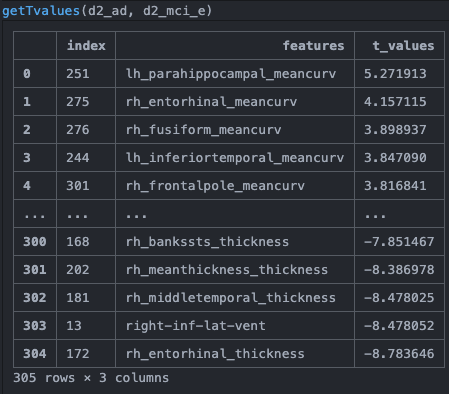 getTvalues(d2_ad, d2_mci_e)
index features t_values
0 251 lh_parahippocampal_meancurv 5.271913
1 275 rh_entorhinal_meancurv 4.157115
2 276 rh_fusiform_meancurv 3.898937
3 244 lh_inferiortemporal_meancurv 3.847090
4 301 rh_frontalpole_meancurv 3.816841
... ... ... ...
300 168 rh_bankssts_thickness -7.851467
301 202 rh_meanthickness_thickness -8.386978
302 181 rh_middletemporal_thickness -8.478025
303 13 right-inf-lat-vent -8.478052
304 172 rh_entorhinal_thickness -8.783646
305 rows × 3 columns